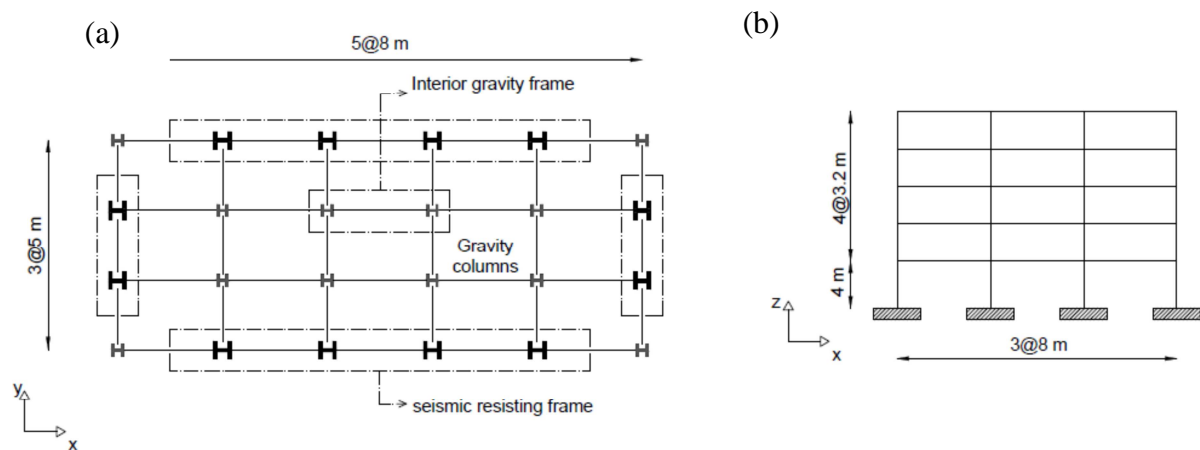 (a)
5@8 m
Interior gravity frame
3@5 m
Gravity
columns
y
x
seismic resisting frame
(b)
4@3.2 m
4 m
z
x
3@8 m